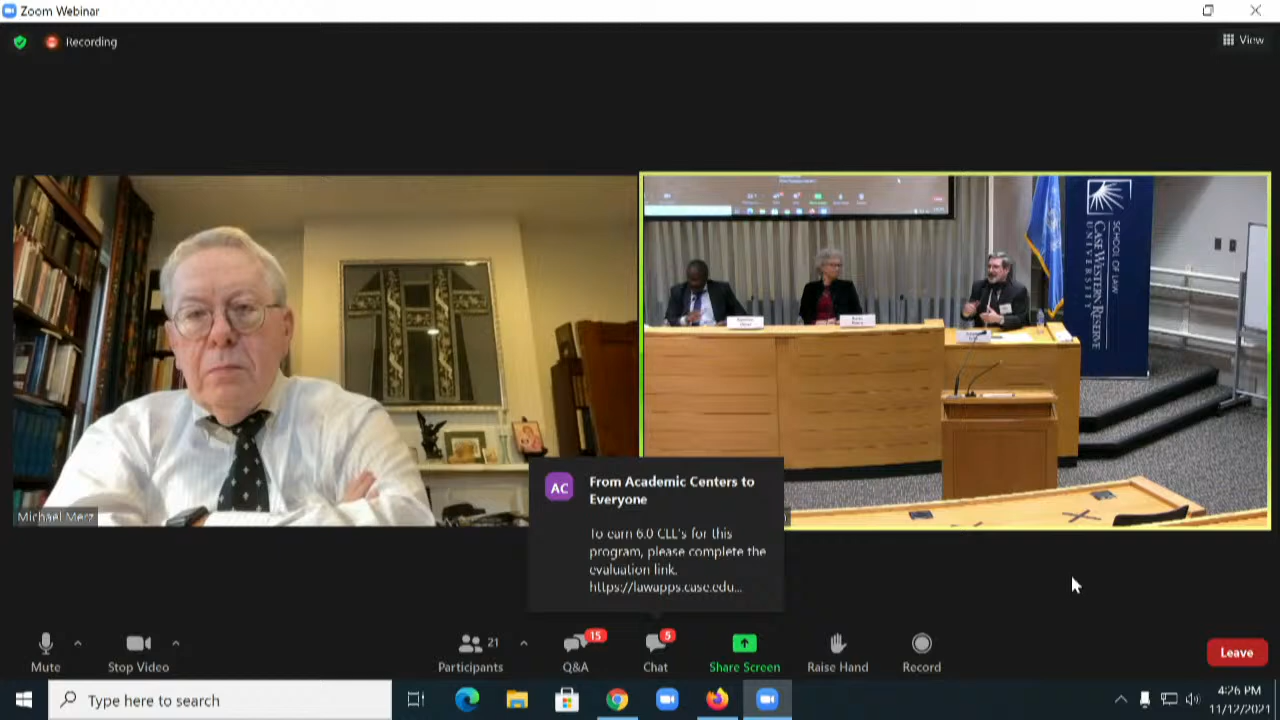 Zoom Webinar
Recording
View
SCHOOL OF LAW
CASE WESTERN RESERVE
UNIVERSITY
Michael Merz
AC
From Academic Centers to
Everyone
To earn 6.0 CLE's for this
program, please complete the
evaluation link.
https://lawapps.case.edu...
21
15
5
Mute
Stop Video
Participants
Q&A
Chat
Share Screen
Raise Hand
Record
Leave
Type here to search
4:26 PM
11/12/2021